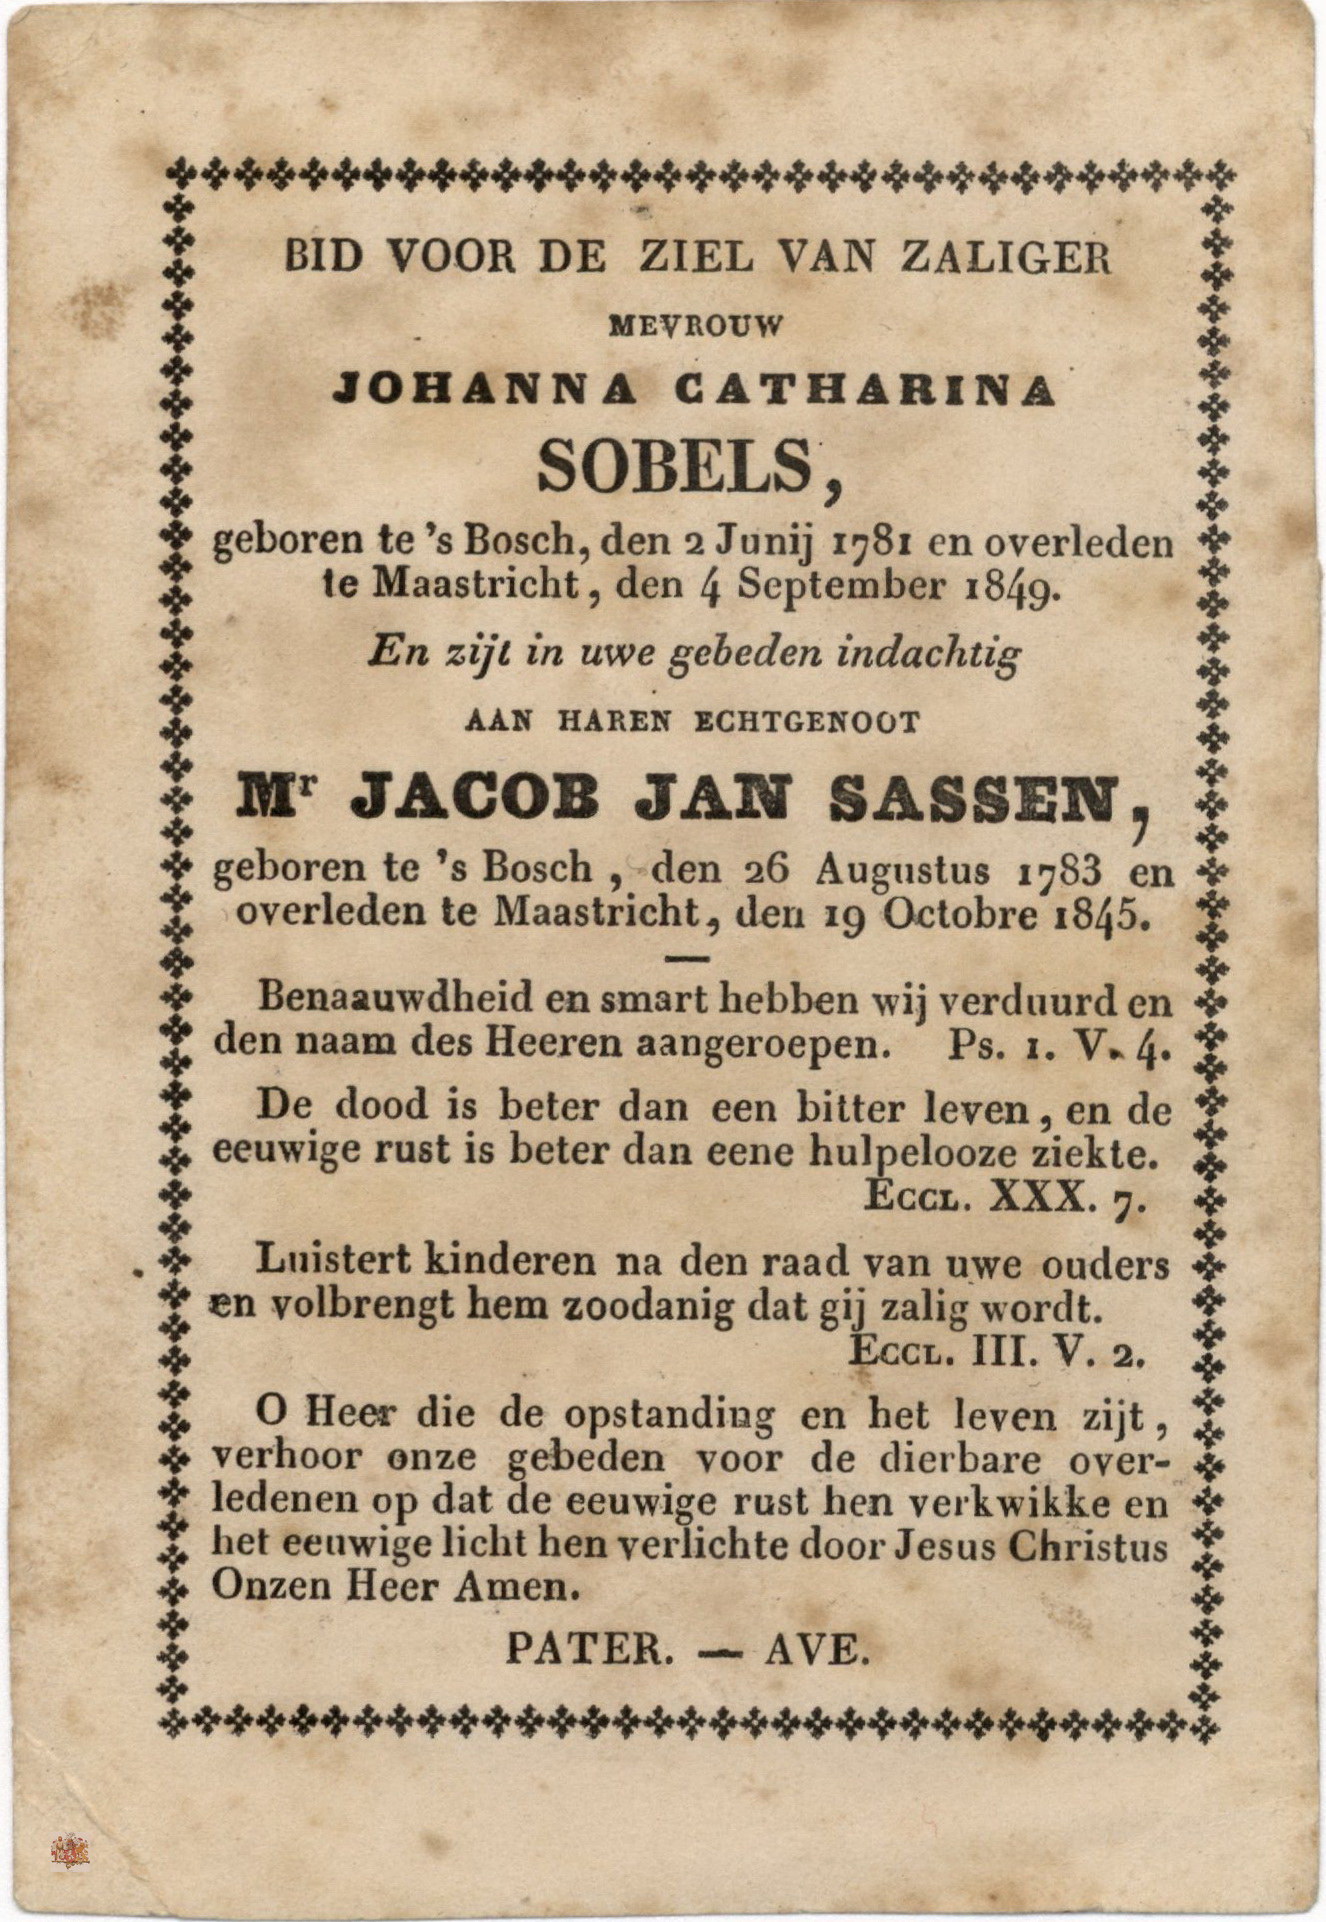 BID VOOR DE ZIEL VAN ZALIGER
MEVROUW
JOHANNA CATHARINA
SOBELS,
geboren te 's Bosch, den 2 Junij 1781 en overleden
te Maastricht, den 4 September 1849.
En zijt in uwe gebeden indachtig
AAN HAREN ECHTGENOOT
Mr JACOB JAN SASSEN,
geboren te 's Bosch, den 26 Augustus 1783 en
overleden te Maastricht, den 19 Octobre 1845.
—
Benaauwdheid en smart hebben wij verduurd en
den naam des Heeren aangeroepen. Ps. 1. V. 4.
De dood is beter dan een bitter leven, en de
eeuwige rust is beter dan eene hulpelooze ziekte.
ECCL. XXX. 7.
Luistert kinderen na den raad van uwe ouders
en volbrengt hem zoodanig dat gij zalig wordt.
ECCL. III. V. 2.
O Heer die de opstanding en het leven zijt,
verhoor onze gebeden voor de dierbare over-
ledenen op dat de eeuwige rust hen verkwikke en
het eeuwige licht hen verlichte door Jesus Christus
Onzen Heer Amen.
PATER. — AVE.